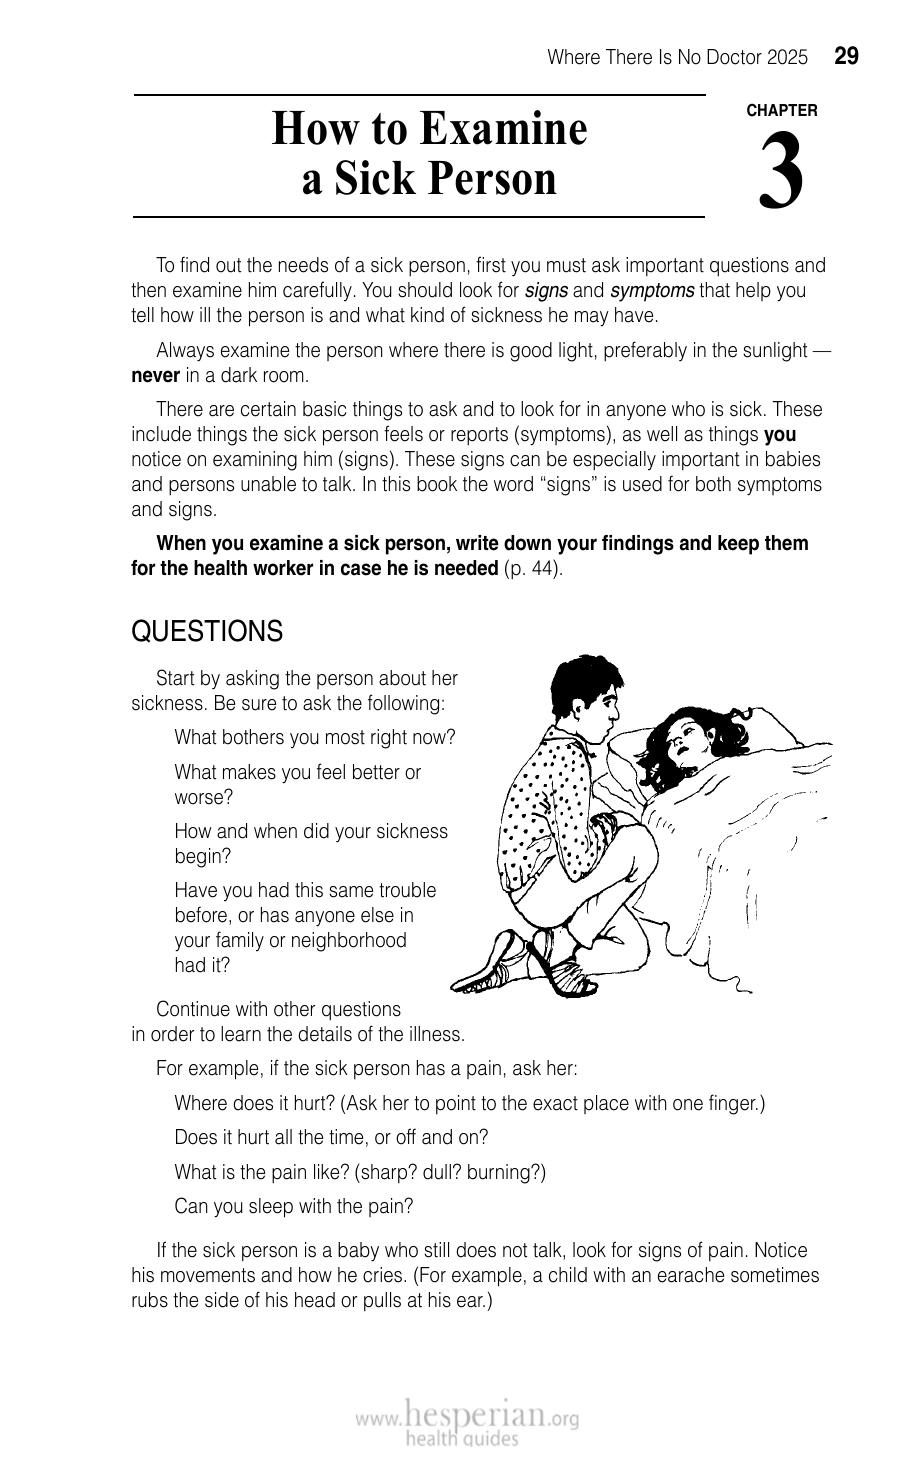 Where There Is No Doctor 2025 29
How to Examine
a Sick Person
CHAPTER
3
To find out the needs of a sick person, first you must ask important questions and
then examine him carefully. You should look for signs and symptoms that help you
tell how ill the person is and what kind of sickness he may have.
Always examine the person where there is good light, preferably in the sunlight —
never in a dark room.
There are certain basic things to ask and to look for in anyone who is sick. These
include things the sick person feels or reports (symptoms), as well as things you
notice on examining him (signs). These signs can be especially important in babies
and persons unable to talk. In this book the word “signs” is used for both symptoms
and signs.
When you examine a sick person, write down your findings and keep them
for the health worker in case he is needed (p. 44).
QUESTIONS
Start by asking the person about her
sickness. Be sure to ask the following:
What bothers you most right now?
What makes you feel better or
worse?
How and when did your sickness
begin?
Have you had this same trouble
before, or has anyone else in
your family or neighborhood
had it?
Continue with other questions
in order to learn the details of the illness.
For example, if the sick person has a pain, ask her:
Where does it hurt? (Ask her to point to the exact place with one finger.)
Does it hurt all the time, or off and on?
What is the pain like? (sharp? dull? burning?)
Can you sleep with the pain?
If the sick person is a baby who still does not talk, look for signs of pain. Notice
his movements and how he cries. (For example, a child with an earache sometimes
rubs the side of his head or pulls at his ear.)
www.hesperian.org
health guides